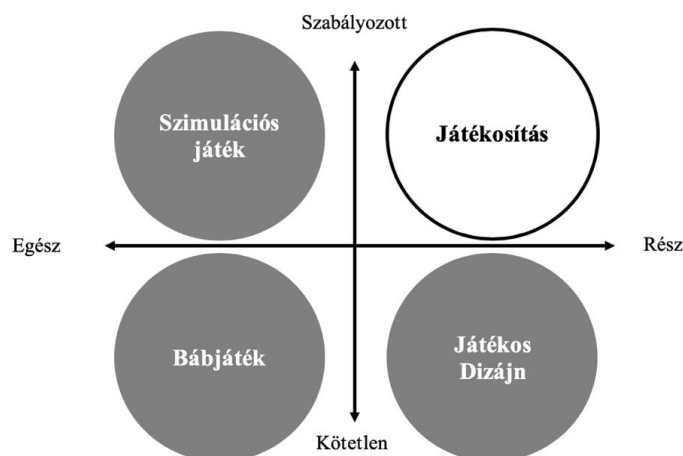 Szabályozott
Szimulációs
játék
Játékosítás
Egész
Rész
Bábjáték
Játékos
Dizájn
Kötetlen